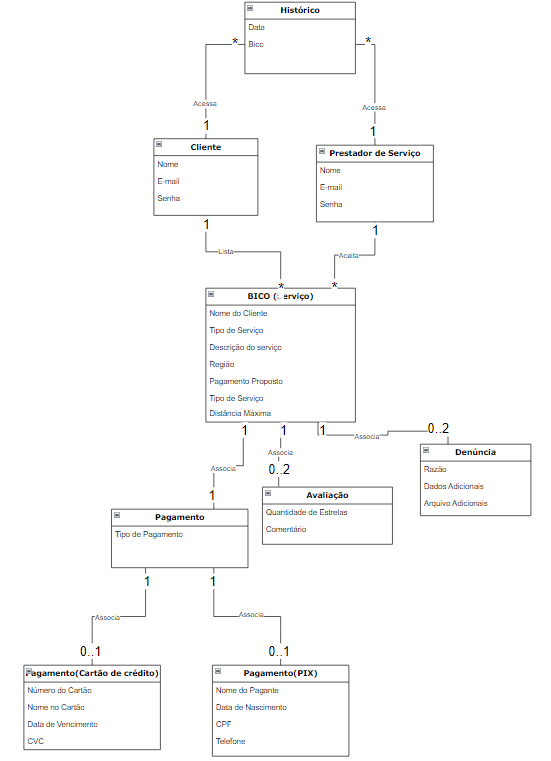 Histórico
Data
Bico
*
*
Acessa
Acessa
1
1
Cliente
Nome
E-mail
Senha
Prestador de Serviço
Nome
E-mail
Senha
1
1
Lista
Aceita
*
*
BICO (Serviço)
Nome do Cliente
Tipo de Serviço
Descrição do serviço
Região
Pagamento Proposto
Tipo de Serviço
Distância Máxima
1
1
1
0..2
Associa
Associa
Associa
0..2
1
Denúncia
Razão
Dados Adicionais
Arquivo Adicionais
Avaliação
Quantidade de Estrelas
Comentário
Pagamento
Tipo de Pagamento
1
1
Associa
Associa
0..1
0..1
Pagamento(Cartão de crédito)
Número do Cartão
Nome no Cartão
Data de Vencimento
CVC
Pagamento(PIX)
Nome do Pagante
Data de Nascimento
CPF
Telefone